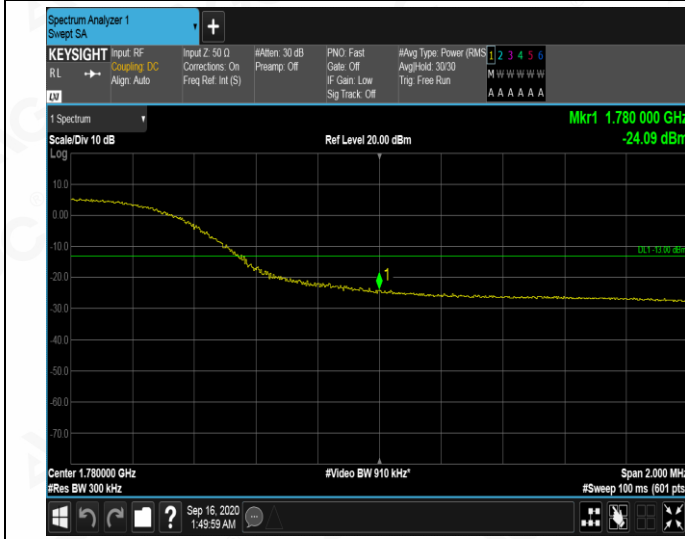 Spectrum Analyzer 1
Swept SA
+
KEYSIGHT Input: RF Input Z: 50 Ω #Atten: 30 dB PNO: Fast #Avg Type: Power (RMS 1 2 3 4 5 6
RL Coupling: DC Corrections: On Preamp: Off Gate: Off Avg|Hold: 30/30 M W W W W W
Align: Auto Freq Ref: Int (S) IF Gain: Low Trig: Free Run
Sig Track: Off A A A A A A
LXI
1 Spectrum Mkr1 1.780 000 GHz
Scale/Div 10 dB Ref Level 20.00 dBm -24.09 dBm
Log
10.0
0.00
-10.0
DL1 -13.00 dBm
-20.0
1
-30.0
-40.0
-50.0
-60.0
-70.0
Center 1.780000 GHz #Video BW 910 kHz* Span 2.000 MHz
#Res BW 300 kHz #Sweep 100 ms (601 pts
? Sep 16, 2020
1:49:59 AM